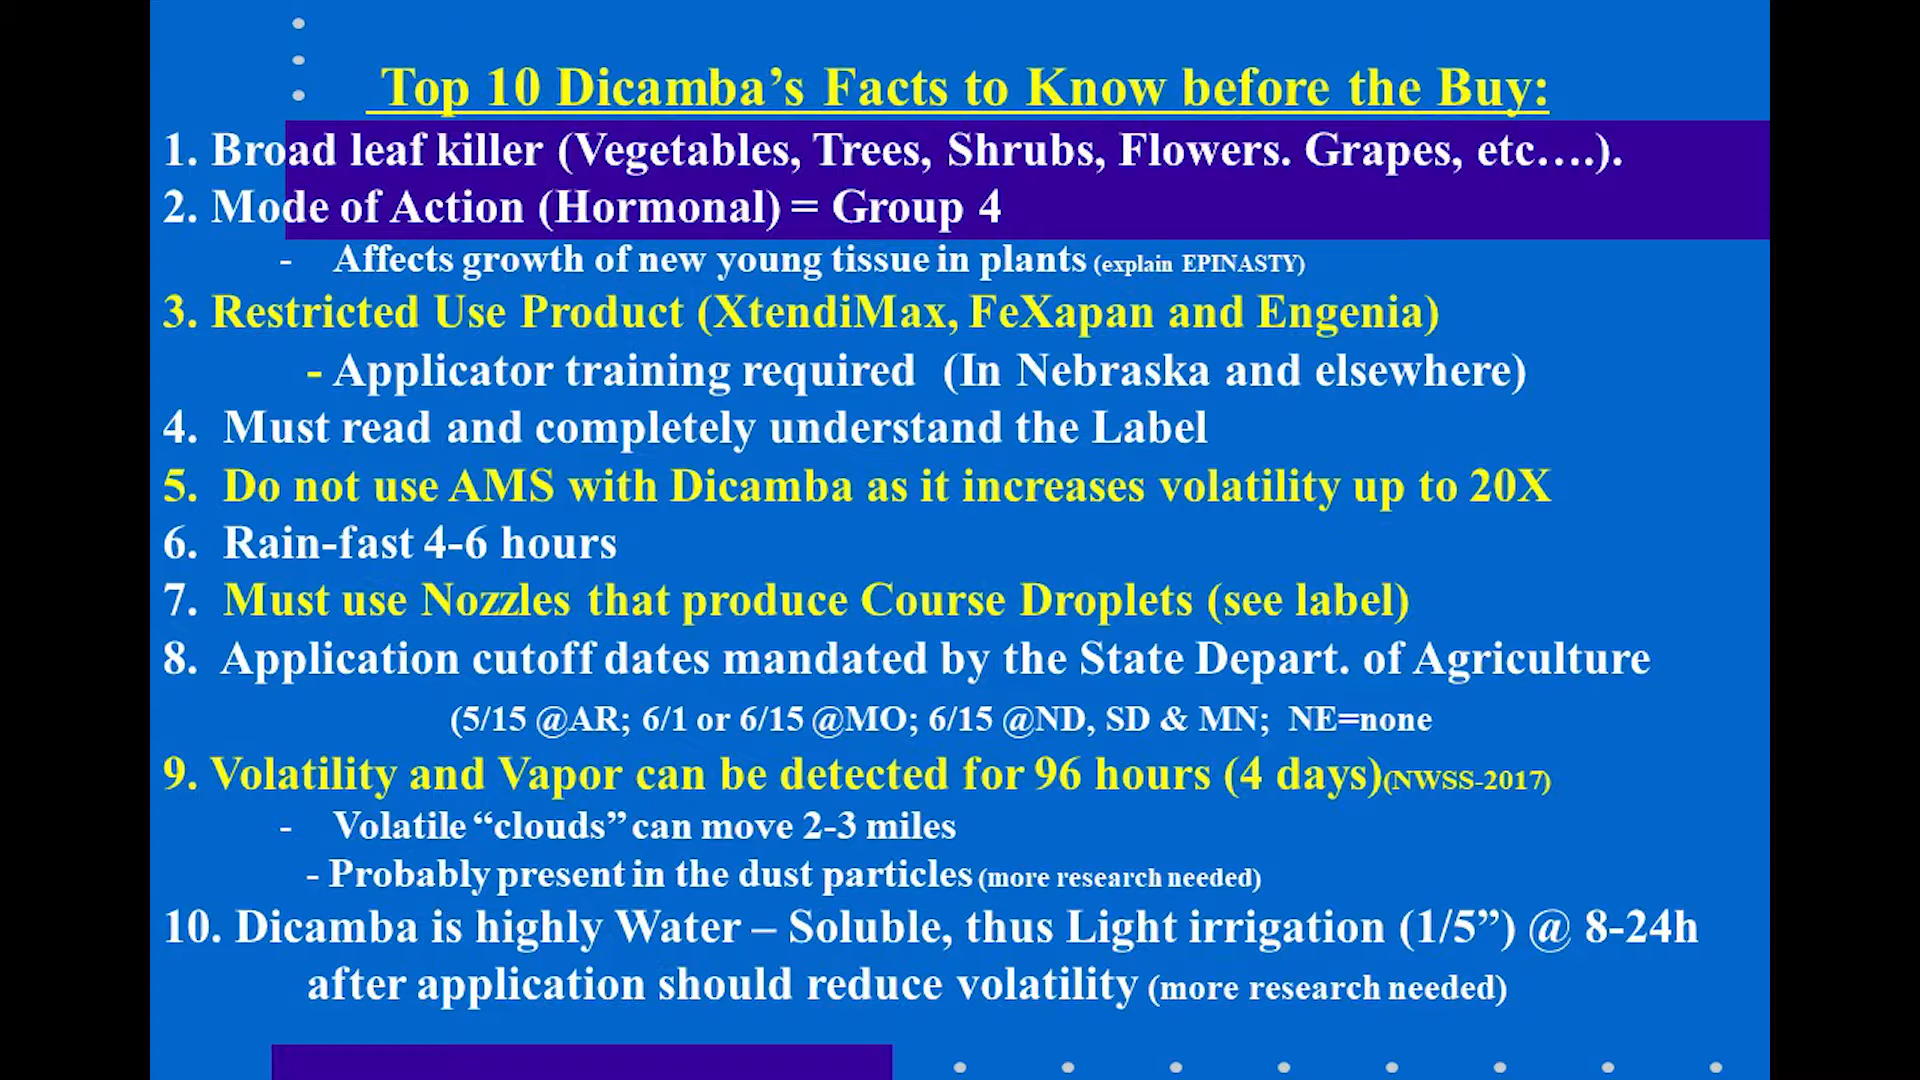 Top 10 Dicamba’s Facts to Know before the Buy:
1. Broad leaf killer (Vegetables, Trees, Shrubs, Flowers. Grapes, etc….).
2. Mode of Action (Hormonal) = Group 4
- Affects growth of new young tissue in plants (explain EPINASTY)
3. Restricted Use Product (XtendiMax, FeXapan and Engenia)
- Applicator training required (In Nebraska and elsewhere)
4. Must read and completely understand the Label
5. Do not use AMS with Dicamba as it increases volatility up to 20X
6. Rain-fast 4-6 hours
7. Must use Nozzles that produce Course Droplets (see label)
8. Application cutoff dates mandated by the State Depart. of Agriculture
(5/15 @AR; 6/1 or 6/15 @MO; 6/15 @ND, SD & MN; NE=none
9. Volatility and Vapor can be detected for 96 hours (4 days)(NWSS-2017)
- Volatile “clouds” can move 2-3 miles
- Probably present in the dust particles (more research needed)
10. Dicamba is highly Water – Soluble, thus Light irrigation (1/5”) @ 8-24h
after application should reduce volatility (more research needed)